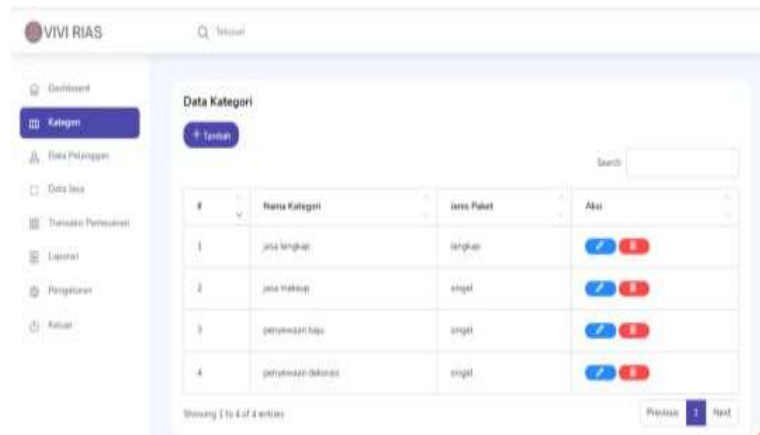 VIVI RIAS
Telusuri
Dashboard
Kategori
Data Pelanggan
Data Jasa
Transaksi Pemesanan
Laporan
Pengaturan
Keluar
Data Kategori
+ Tambah
Search:
# Nama Kategori Jenis Paket Aksi
1 jasa lengkap lengkap
2 jasa makeup singel
3 penyewaan baju singel
4 penyewaan dekorasi singel
Showing 1 to 4 of 4 entries
Previous 1 Next